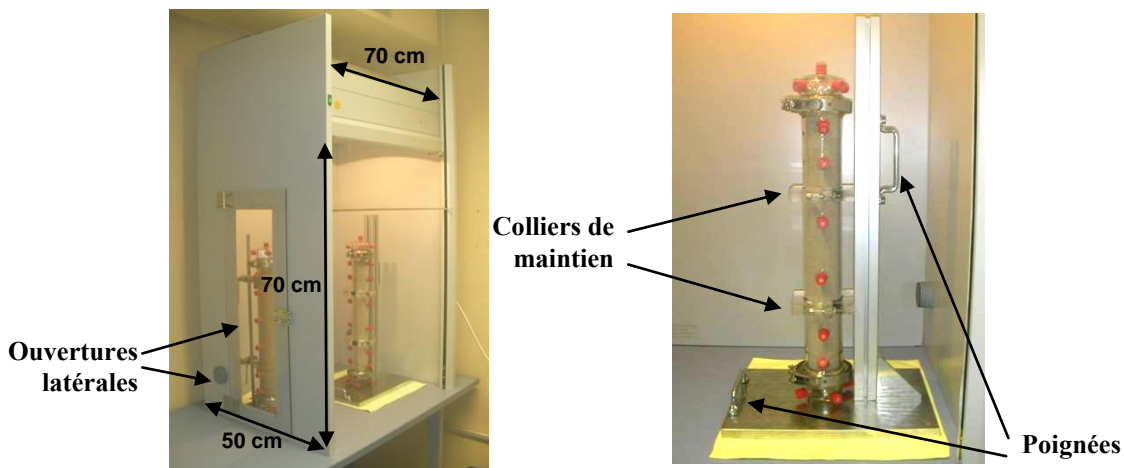 70 cm
70 cm
50 cm
Ouvertures
latérales
Colliers de
maintien
Poignées